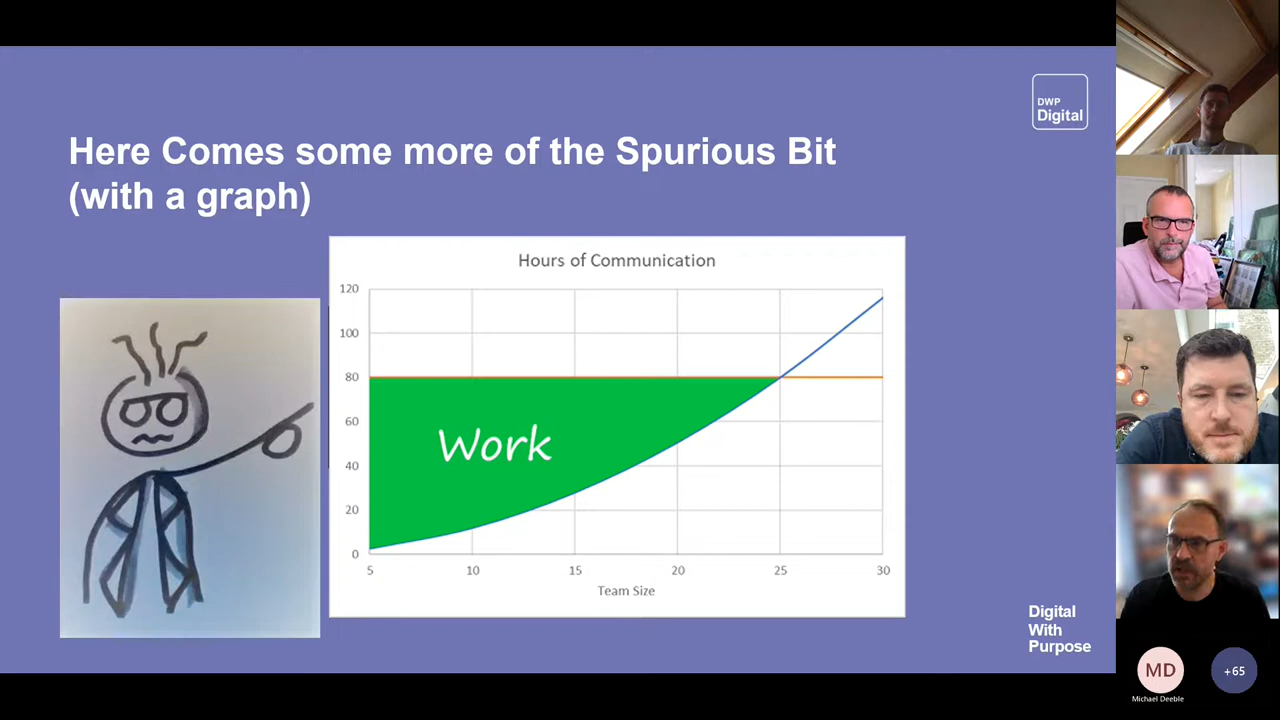 DWP
Digital
Here Comes some more of the Spurious Bit
(with a graph)
Hours of Communication
120
100
80
60
40
20
0
Work
5 10 15 20 25 30
Team Size
Digital
With
Purpose
MD
Michael Deeble
+65